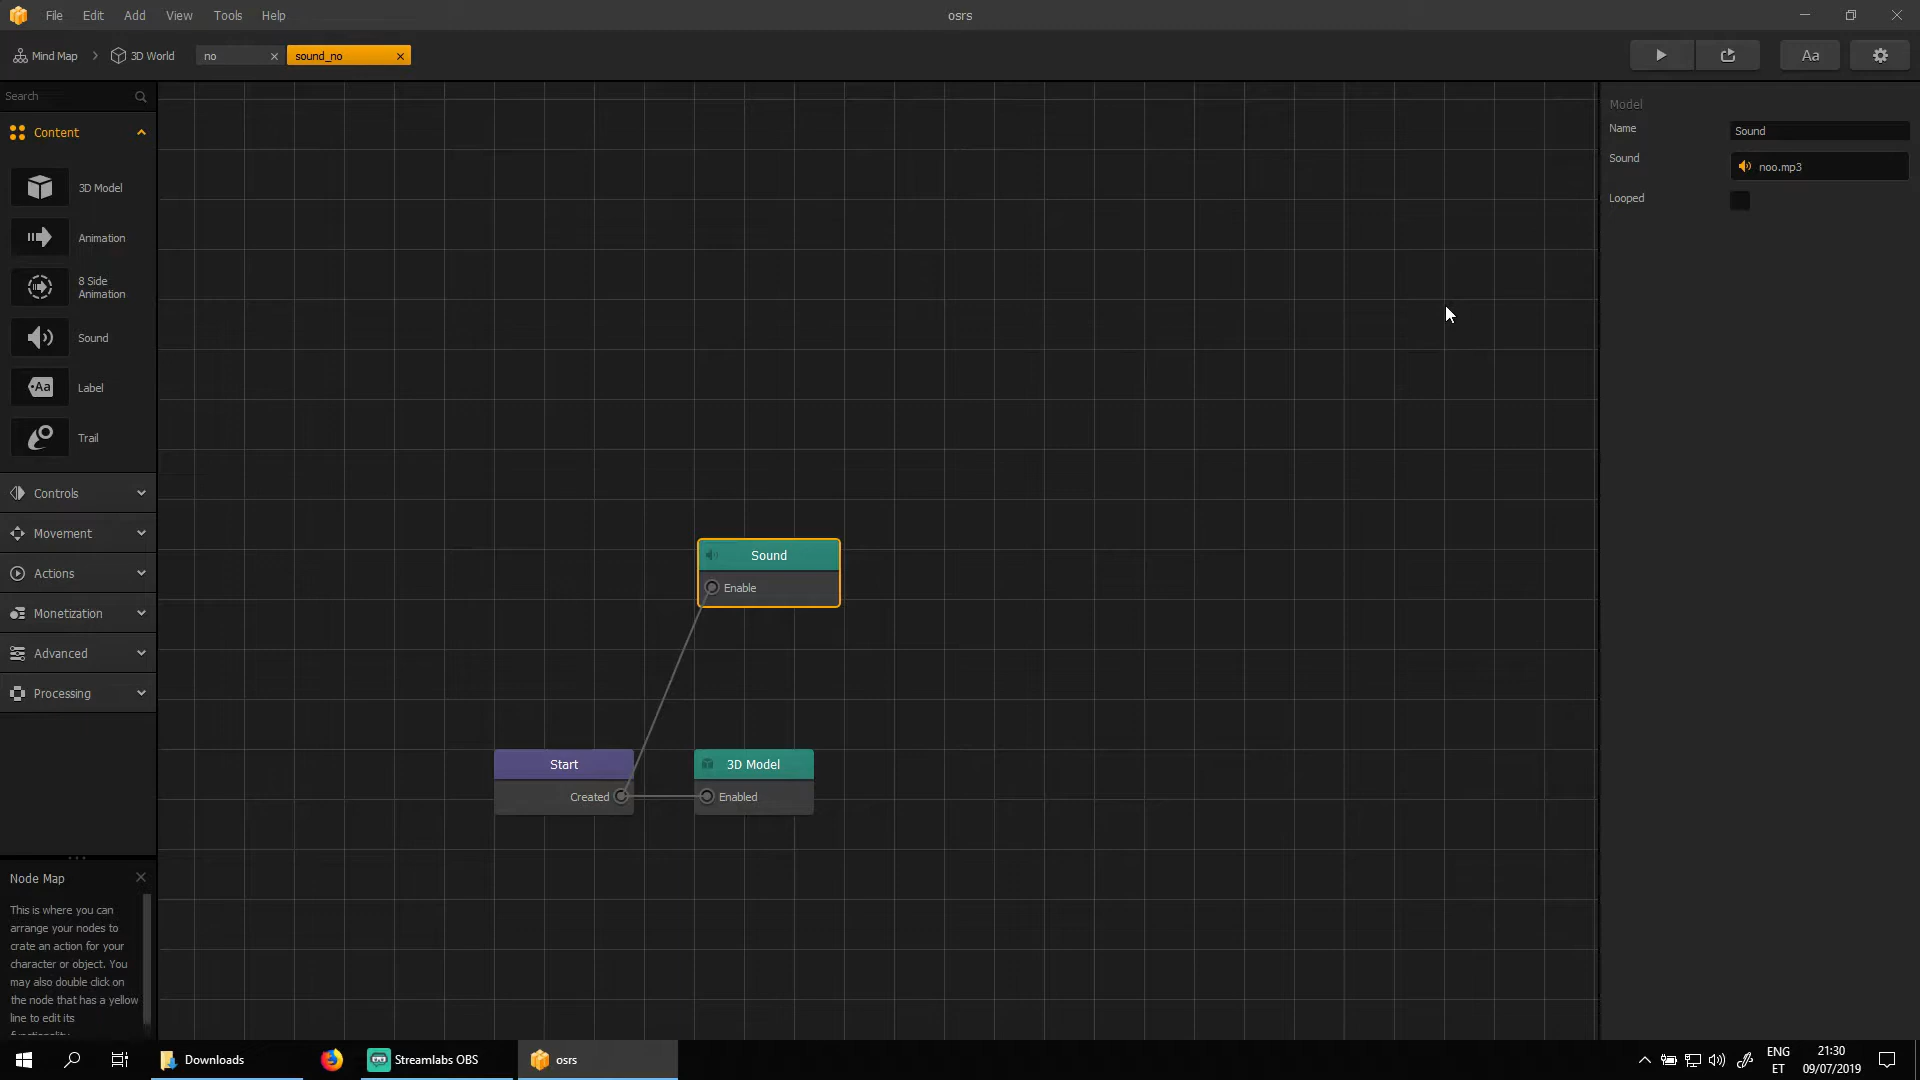 File Edit Add View Tools Help
osrs
Mind Map > 3D World
no
sound_no
Aa
Search
Content
3D Model
Animation
8 Side
Animation
Sound
Aa
Label
Trail
Controls
Movement
Actions
Monetization
Advanced
Processing
Node Map
This is where you can
arrange your nodes to
crate an action for your
character or object. You
may also double click on
the node that has a yellow
line to edit its
functionality
Sound
Enable
Start
Created
3D Model
Enabled
Model
Name
Sound
Sound
noo.mp3
Looped
Downloads
Streamlabs OBS
osrs
ENG
ET
21:30
09/07/2019